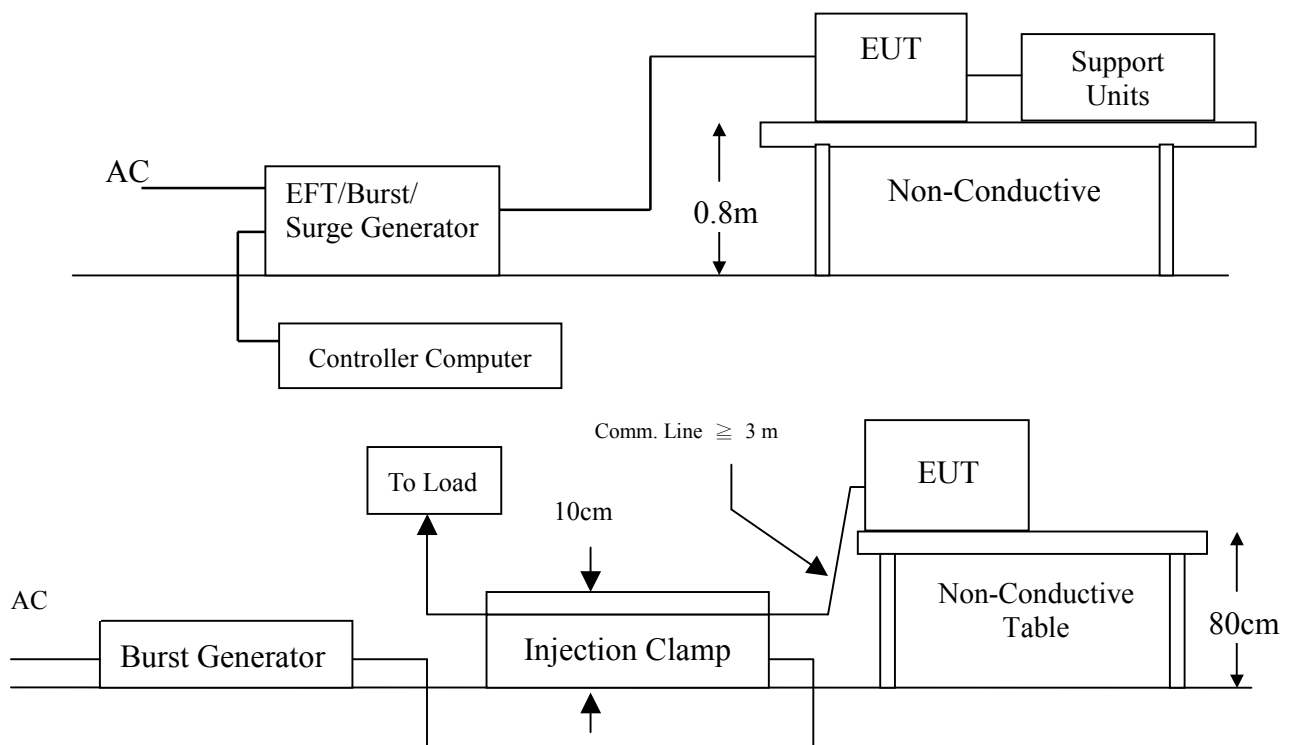 EUT
Support
Units
AC
EFT/Burst/
Surge Generator
0.8m
Non-Conductive
Controller Computer
Comm. Line ≧ 3 m
To Load
10cm
EUT
AC
Burst Generator
Injection Clamp
Non-Conductive
Table
80cm